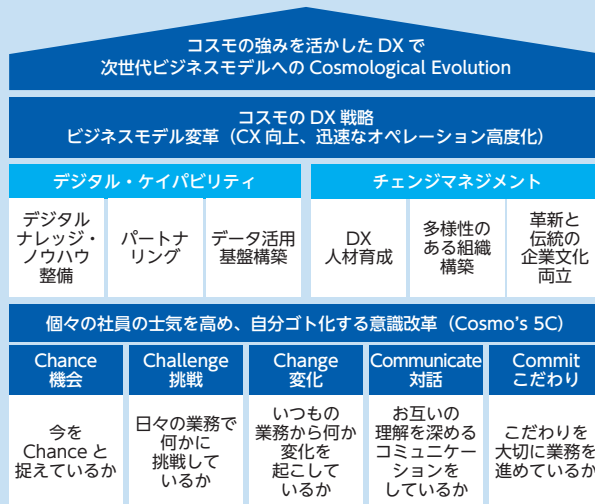 コスモの強みを活かした DX で
次世代ビジネスモデルへの Cosmological Evolution
コスモの DX 戦略
ビジネスモデル変革（CX 向上、迅速なオペレーション高度化）
デジタル・ケイパビリティ
チェンジマネジメント
デジタル
ナレッジ・
ノウハウ
整備
パートナ
リング
データ活用
基盤構築
DX
人材育成
多様性の
ある組織
構築
革新と
伝統の
企業文化
両立
個々の社員の士気を高め、自分ゴト化する意識改革（Cosmo's 5C）
Chance
機会
Challenge
挑戦
Change
変化
Communicate
対話
Commit
こだわり
今を
Chance と
捉えているか
日々の業務で
何かに
挑戦して
いるか
いつもの
業務から何か
変化を
起こして
いるか
お互いの
理解を深める
コミュニケー
ションを
しているか
こだわりを
大切に業務を
進めているか